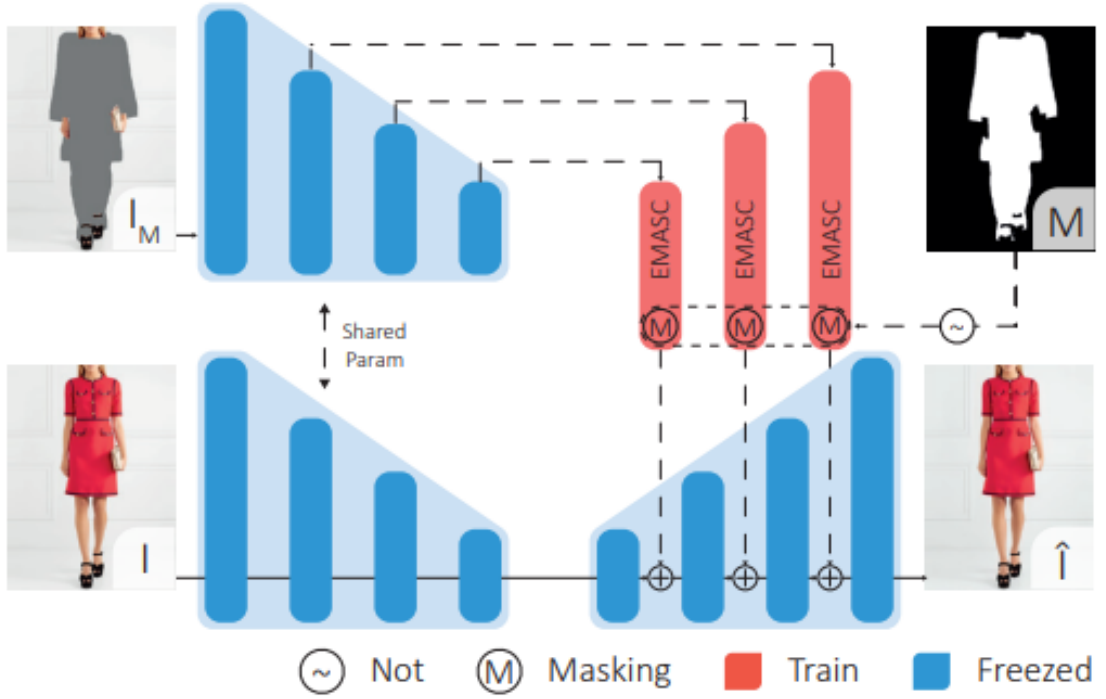 I_M
EMASC
EMASC
EMASC
M
M
M
M
~
Shared
Param
I
Î
~ Not
M Masking
Train
Freezed